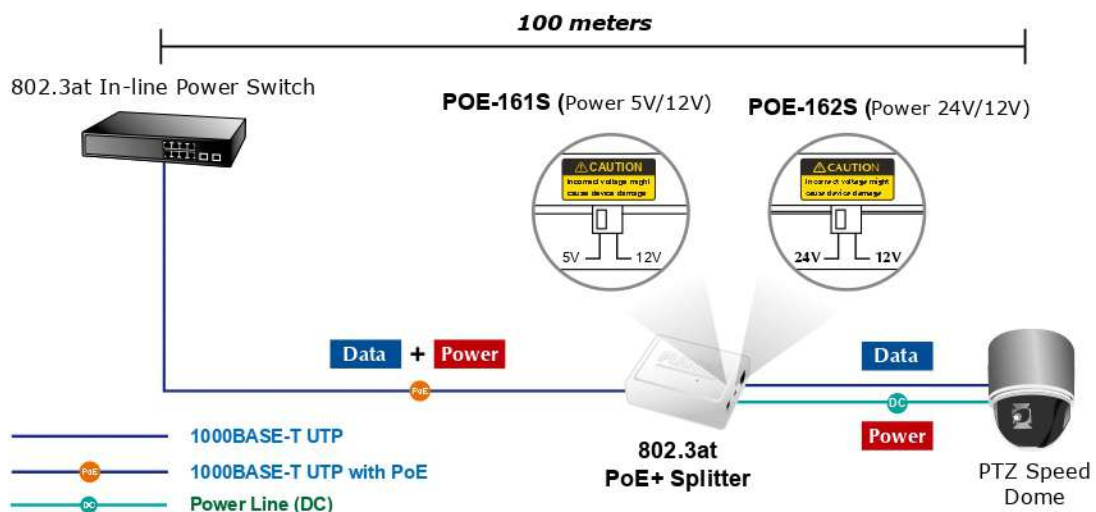 100 meters
802.3at In-line Power Switch
POE-161S (Power 5V/12V)
POE-162S (Power 24V/12V)
CAUTION
Incorrect voltage might
cause device damage
5V
12V
CAUTION
Incorrect voltage might
cause device damage
24V
12V
Data + Power
PoE
PLANET
Data
DC
Power
802.3at
PoE+ Splitter
PTZ Speed
Dome
1000BASE-T UTP
PoE
1000BASE-T UTP with PoE
DC
Power Line (DC)